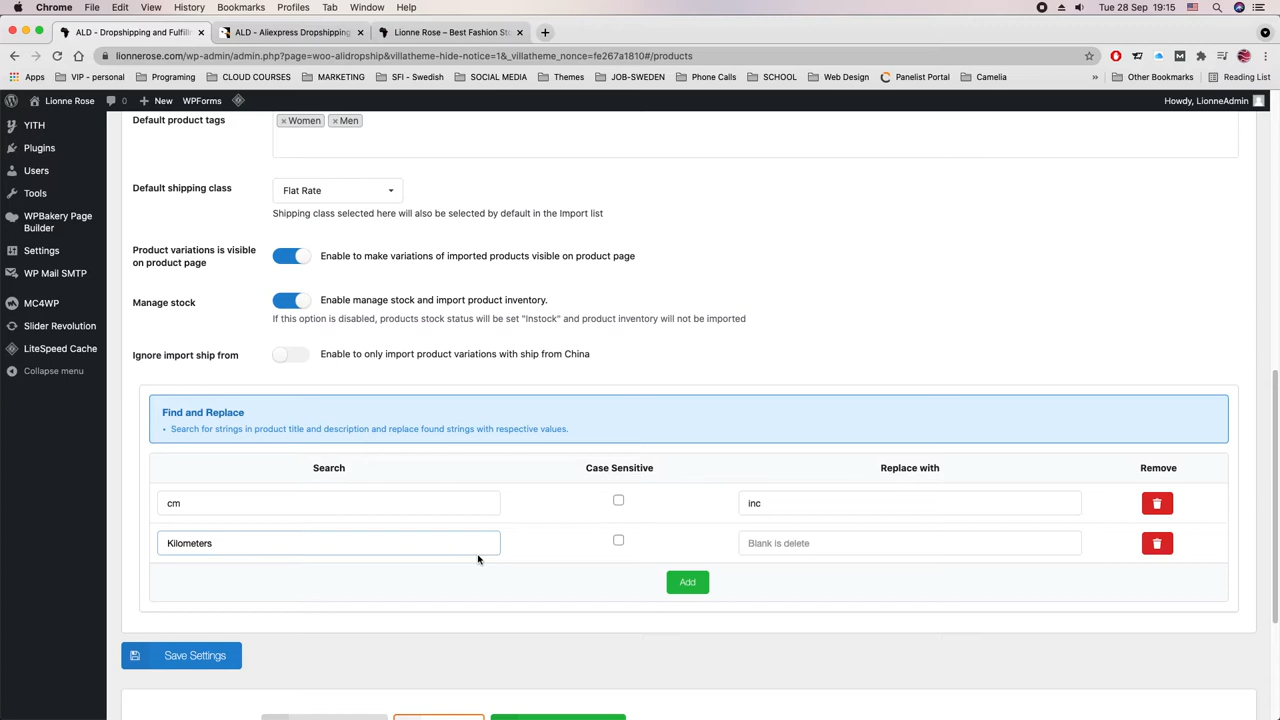 Chrome File Edit View History Bookmarks Profiles Tab Window Help Tue 28 Sep 19:15
ALD - Dropshipping and Fulfill × ALD - Aliexpress Dropshipping × Lionne Rose – Best Fashion St × +
lionnerose.com/wp-admin/admin.php?page=woo-alidropship&villatheme-hide-notice=1&_villatheme_nonce=fe267a1810#/products
Apps VIP - personal Programing CLOUD COURSES MARKETING SFI - Swedish SOCIAL MEDIA Themes JOB-SWEDEN Phone Calls SCHOOL Web Design Panelist Portal Camelia » Other Bookmarks Reading List
Lionne Rose 0 + New WPForms Howdy, LionneAdmin
YITH
Plugins
Users
Tools
WPBakery Page
Builder
Settings
WP Mail SMTP
MC4WP
Slider Revolution
LiteSpeed Cache
Collapse menu
Default product tags × Women × Men
Default shipping class Flat Rate
Shipping class selected here will also be selected by default in the Import list
Product variations is visible
on product page Enable to make variations of imported products visible on product page
Manage stock Enable manage stock and import product inventory.
If this option is disabled, products stock status will be set "Instock" and product inventory will not be imported
Ignore import ship from Enable to only import product variations with ship from China
Find and Replace
• Search for strings in product title and description and replace found strings with respective values.
Search Case Sensitive Replace with Remove
cm inc
Kilometers Blank is delete
Add
Save Settings